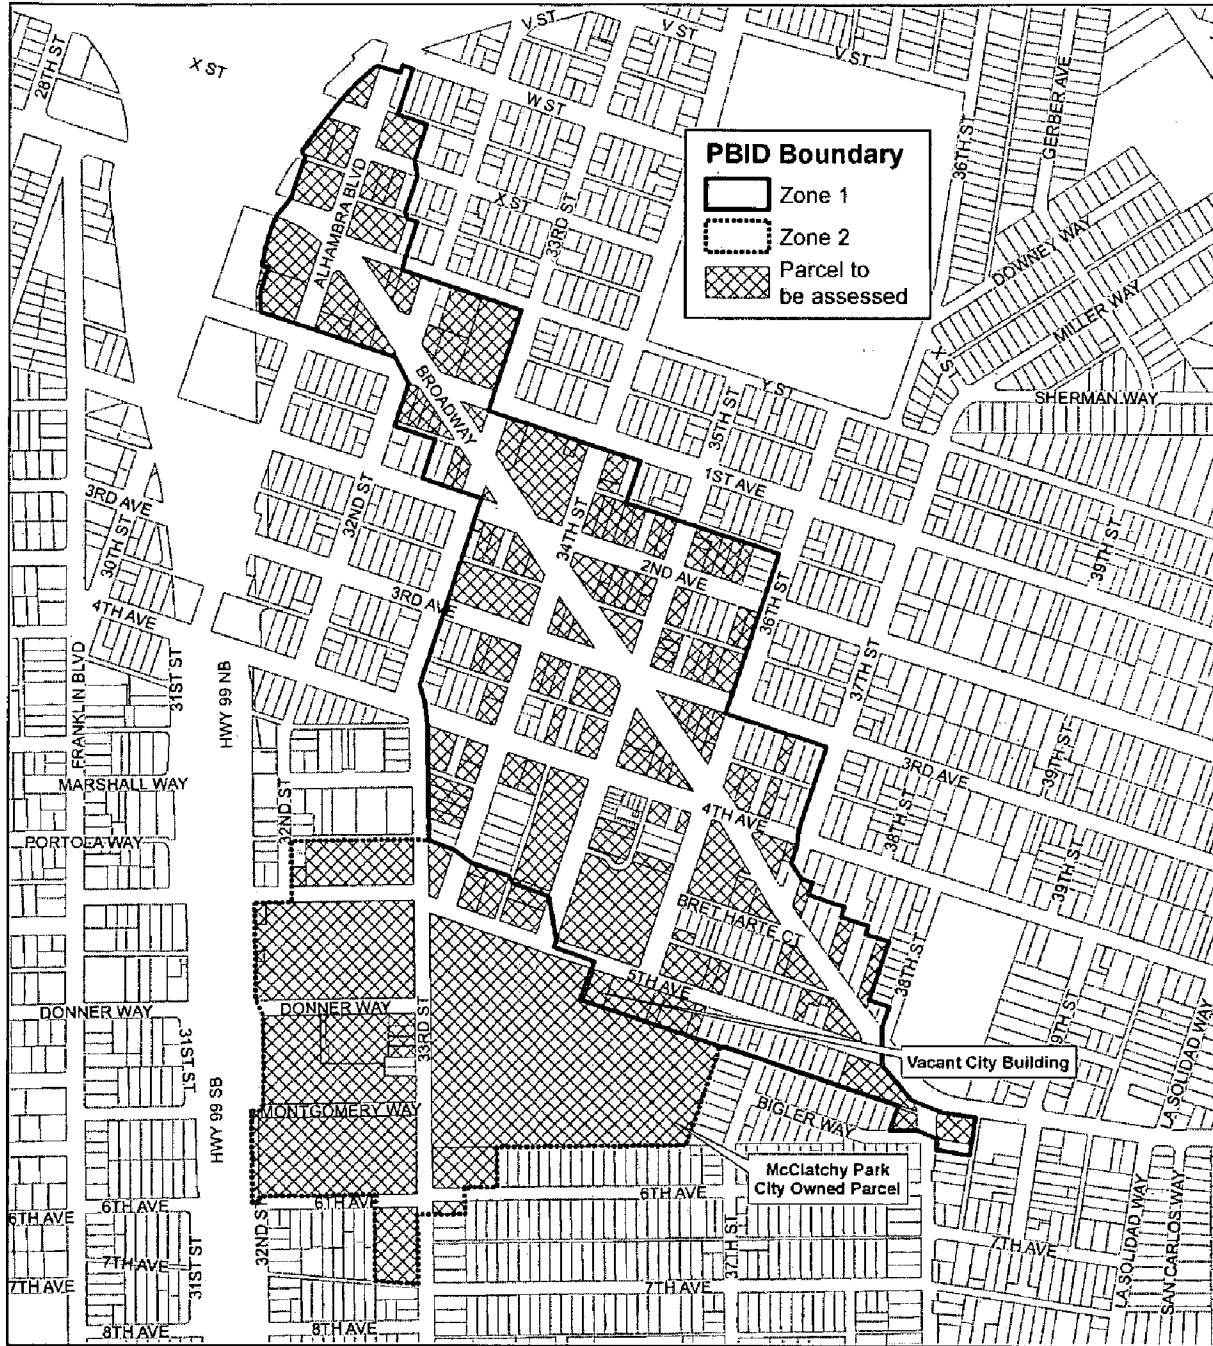 28TH ST
X ST
V ST
V ST
V ST
W ST
36TH ST
GERBER AVE
PBID Boundary
Zone 1
Zone 2
Parcel to
be assessed
ALHAMBRA BLVD
X ST
33RD ST
DOWNEY WAY
MILLER WAY
X ST
SHERMAN WAY
BROADWAY
Y ST
35TH ST
1ST AVE
3RD AVE
30TH ST
32ND ST
34TH ST
2ND AVE
39TH ST
4TH AVE
3RD AVE
36TH ST
FRANKLIN BLVD
31ST ST
HWY 99 NB
37TH ST
3RD AVE
39TH ST
MARSHALL WAY
32ND ST
4TH AVE
38TH ST
PORTOLA WAY
39TH ST
BRET HARTE CT
5TH AVE
38TH ST
DONNER WAY
DONNER WAY
33RD ST
31ST ST
39TH ST
LA SOLIDAD WAY
Vacant City Building
HWY 99 SB
MONTGOMERY WAY
BIGLER WAY
McClatchy Park
City Owned Parcel
6TH AVE
6TH AVE
6TH AVE
6TH AVE
32ND ST
31ST ST
37TH ST
7TH AVE
7TH AVE
7TH AVE
7TH AVE
LA SOLIDAD WAY
SAN CARLOS WAY
8TH AVE
8TH AVE